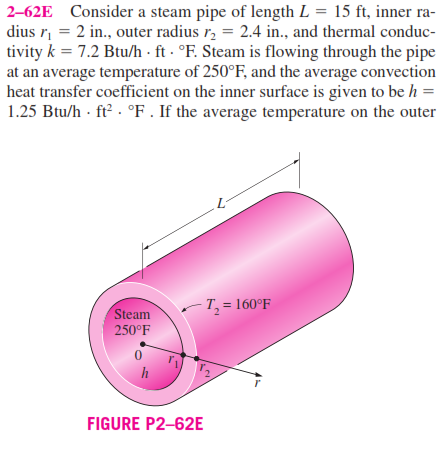 2–62E Consider a steam pipe of length L = 15 ft, inner ra-
dius r₁ = 2 in., outer radius r₂ = 2.4 in., and thermal conduc-
tivity k = 7.2 Btu/h · ft · °F. Steam is flowing through the pipe
at an average temperature of 250°F, and the average convection
heat transfer coefficient on the inner surface is given to be h =
1.25 Btu/h · ft² · °F . If the average temperature on the outer
L
T₂ = 160°F
Steam
250°F
0
r₁
r₂
h
r
FIGURE P2–62E